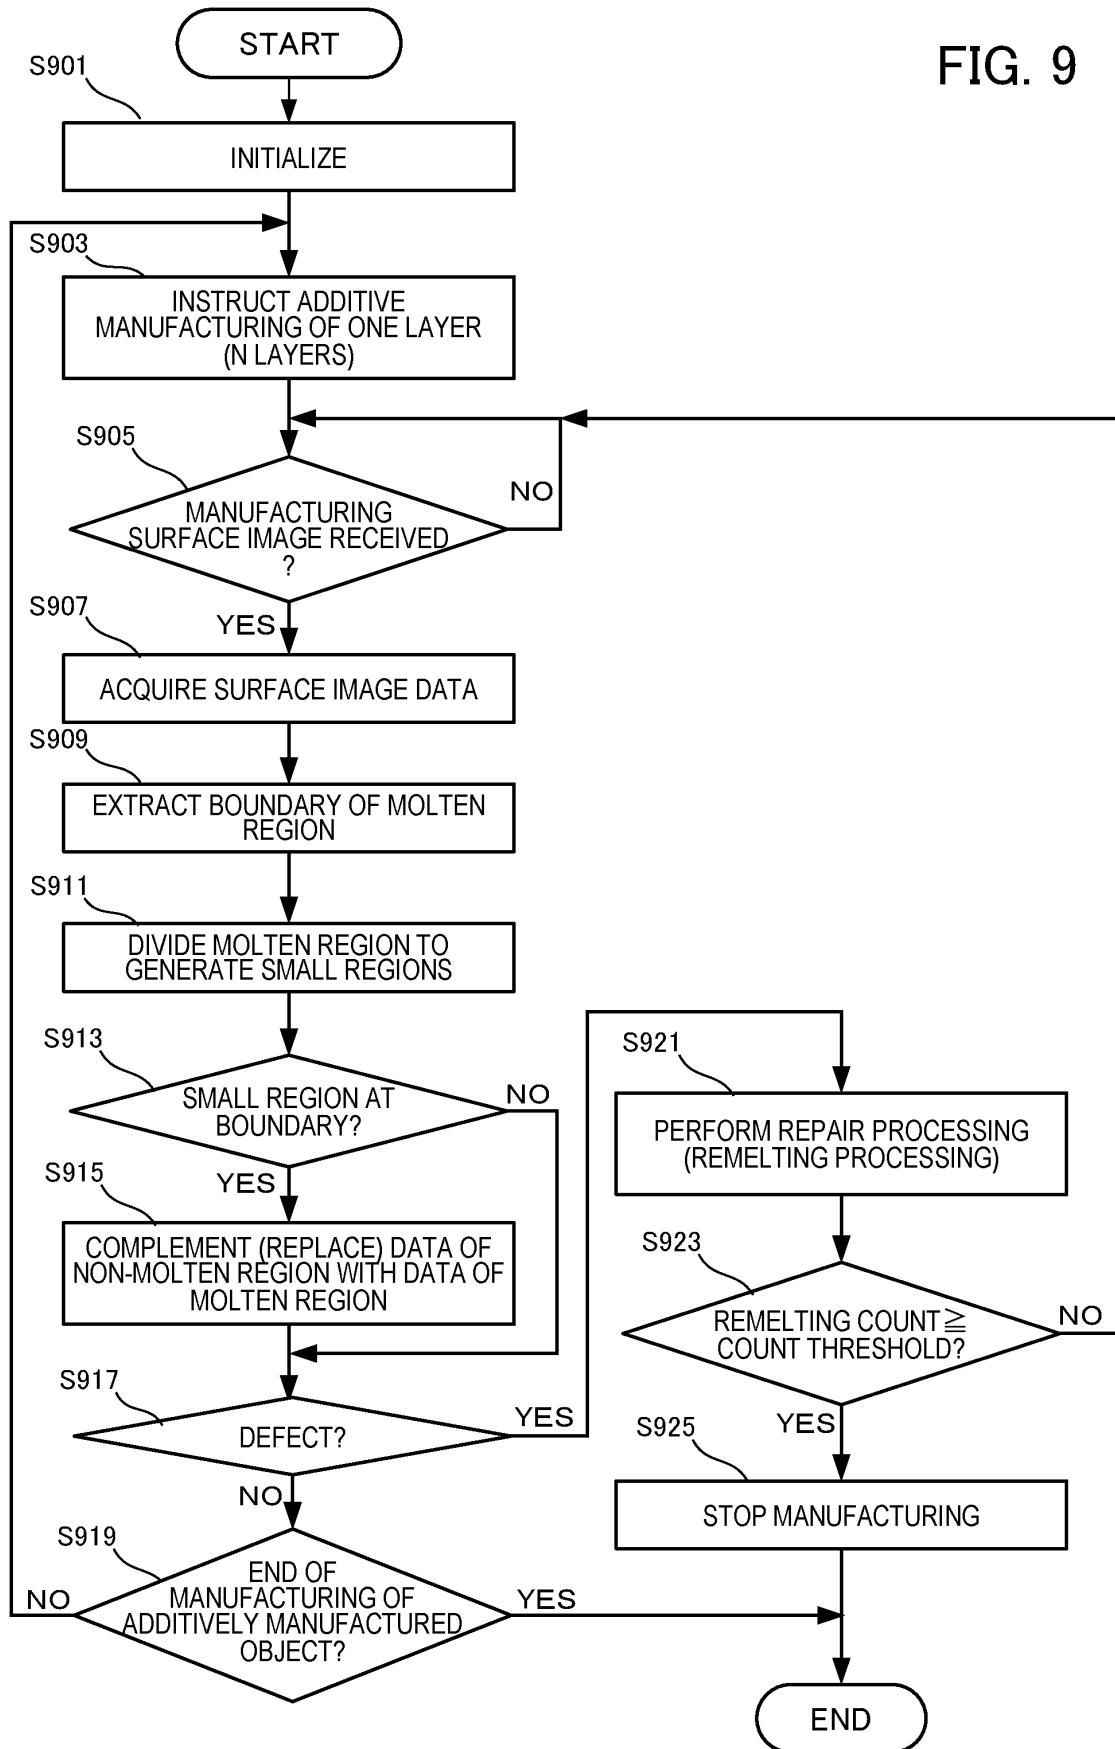 FIG. 9
START
S901
INITIALIZE
S903
INSTRUCT ADDITIVE
MANUFACTURING OF ONE LAYER
(N LAYERS)
S905
MANUFACTURING
SURFACE IMAGE RECEIVED
?
NO
YES
S907
ACQUIRE SURFACE IMAGE DATA
S909
EXTRACT BOUNDARY OF MOLTEN
REGION
S911
DIVIDE MOLTEN REGION TO
GENERATE SMALL REGIONS
S913
SMALL REGION AT
BOUNDARY?
NO
YES
S915
COMPLEMENT (REPLACE) DATA OF
NON-MOLTEN REGION WITH DATA OF
MOLTEN REGION
S917
DEFECT?
YES
NO
S919
END OF
MANUFACTURING OF
ADDITIVELY MANUFACTURED
OBJECT?
NO
YES
S921
PERFORM REPAIR PROCESSING
(REMELTING PROCESSING)
S923
REMELTING COUNT≧
COUNT THRESHOLD?
NO
YES
S925
STOP MANUFACTURING
END